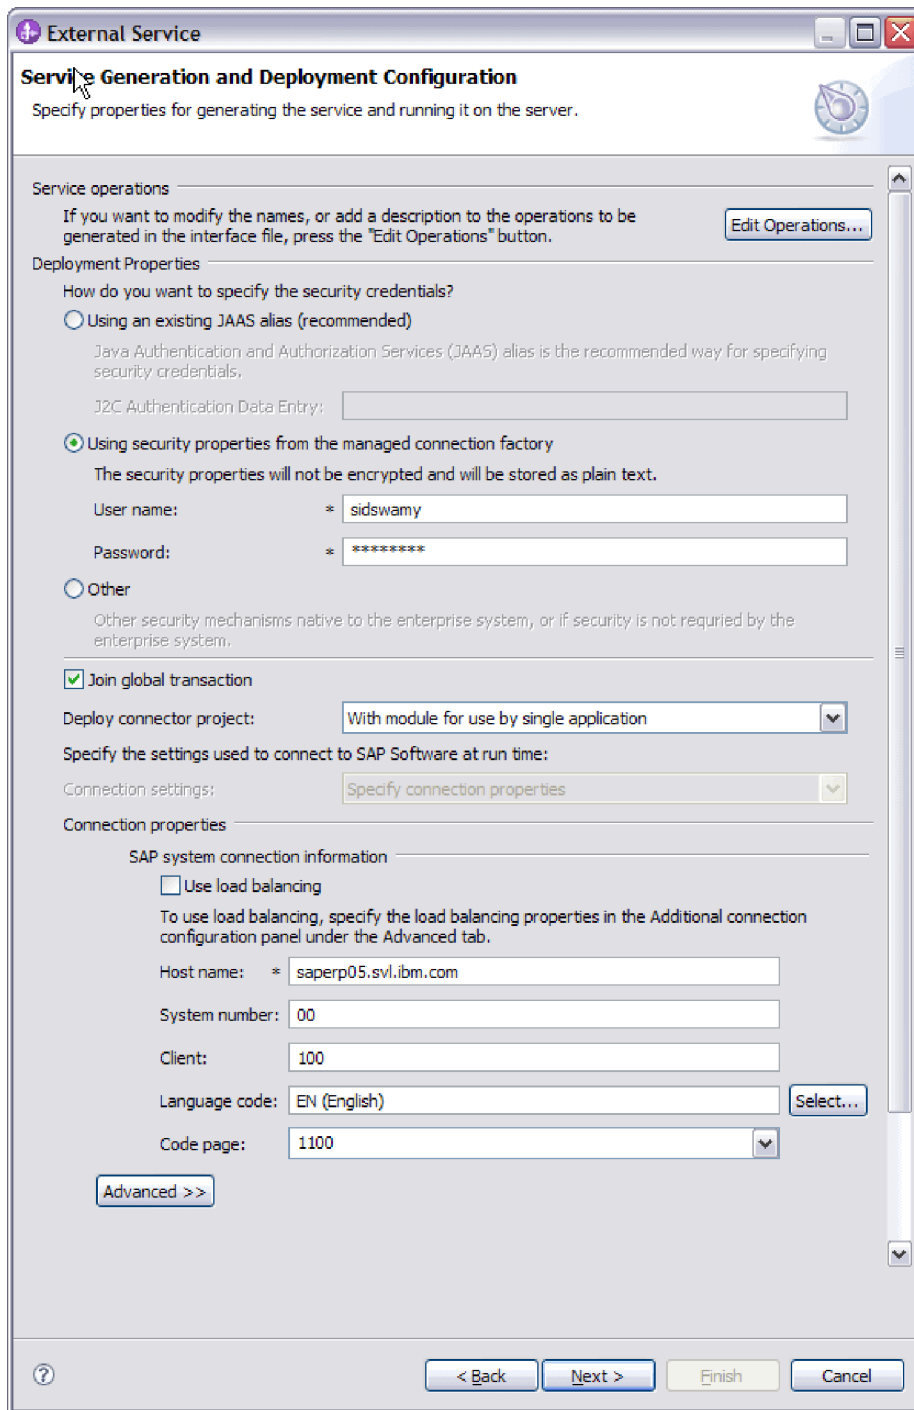 External Service
Service Generation and Deployment Configuration
Specify properties for generating the service and running it on the server.
Service operations
If you want to modify the names, or add a description to the operations to be
generated in the interface file, press the "Edit Operations" button.
Edit Operations...
Deployment Properties
How do you want to specify the security credentials?
Using an existing JAAS alias (recommended)
Java Authentication and Authorization Services (JAAS) alias is the recommended way for specifying
security credentials.
J2C Authentication Data Entry:
Using security properties from the managed connection factory
The security properties will not be encrypted and will be stored as plain text.
User name: * sidswamy
Password: * ********
Other
Other security mechanisms native to the enterprise system, or if security is not requried by the
enterprise system.
Join global transaction
Deploy connector project: With module for use by single application
Specify the settings used to connect to SAP Software at run time:
Connection settings: Specify connection properties
Connection properties
SAP system connection information
Use load balancing
To use load balancing, specify the load balancing properties in the Additional connection
configuration panel under the Advanced tab.
Host name: * saperp05.svl.ibm.com
System number: 00
Client: 100
Language code: EN (English) Select...
Code page: 1100
Advanced >>
? < Back Next > Finish Cancel